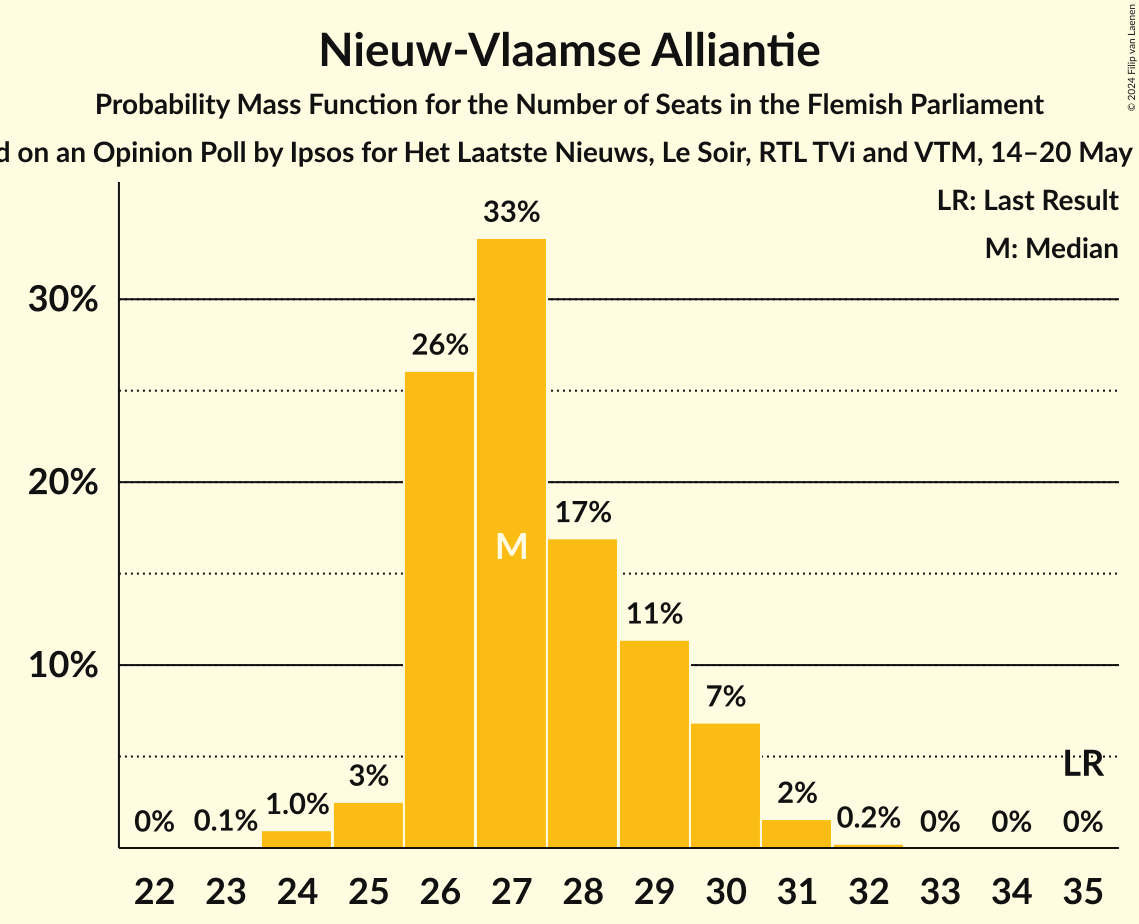 Nieuw-Vlaamse Alliantie
Probability Mass Function for the Number of Seats in the Flemish Parliament
on an Opinion Poll by Ipsos for Het Laatste Nieuws, Le Soir, RTL TVi and VTM, 14–20 May
© 2024 Filip van Laenen
LR: Last Result
M: Median
33%
30%
26%
20%
17%
M
11%
10%
7%
LR
3%
2%
1.0%
0%
0.1%
0.2%
0%
0%
0%
22 23 24 25 26 27 28 29 30 31 32 33 34 35